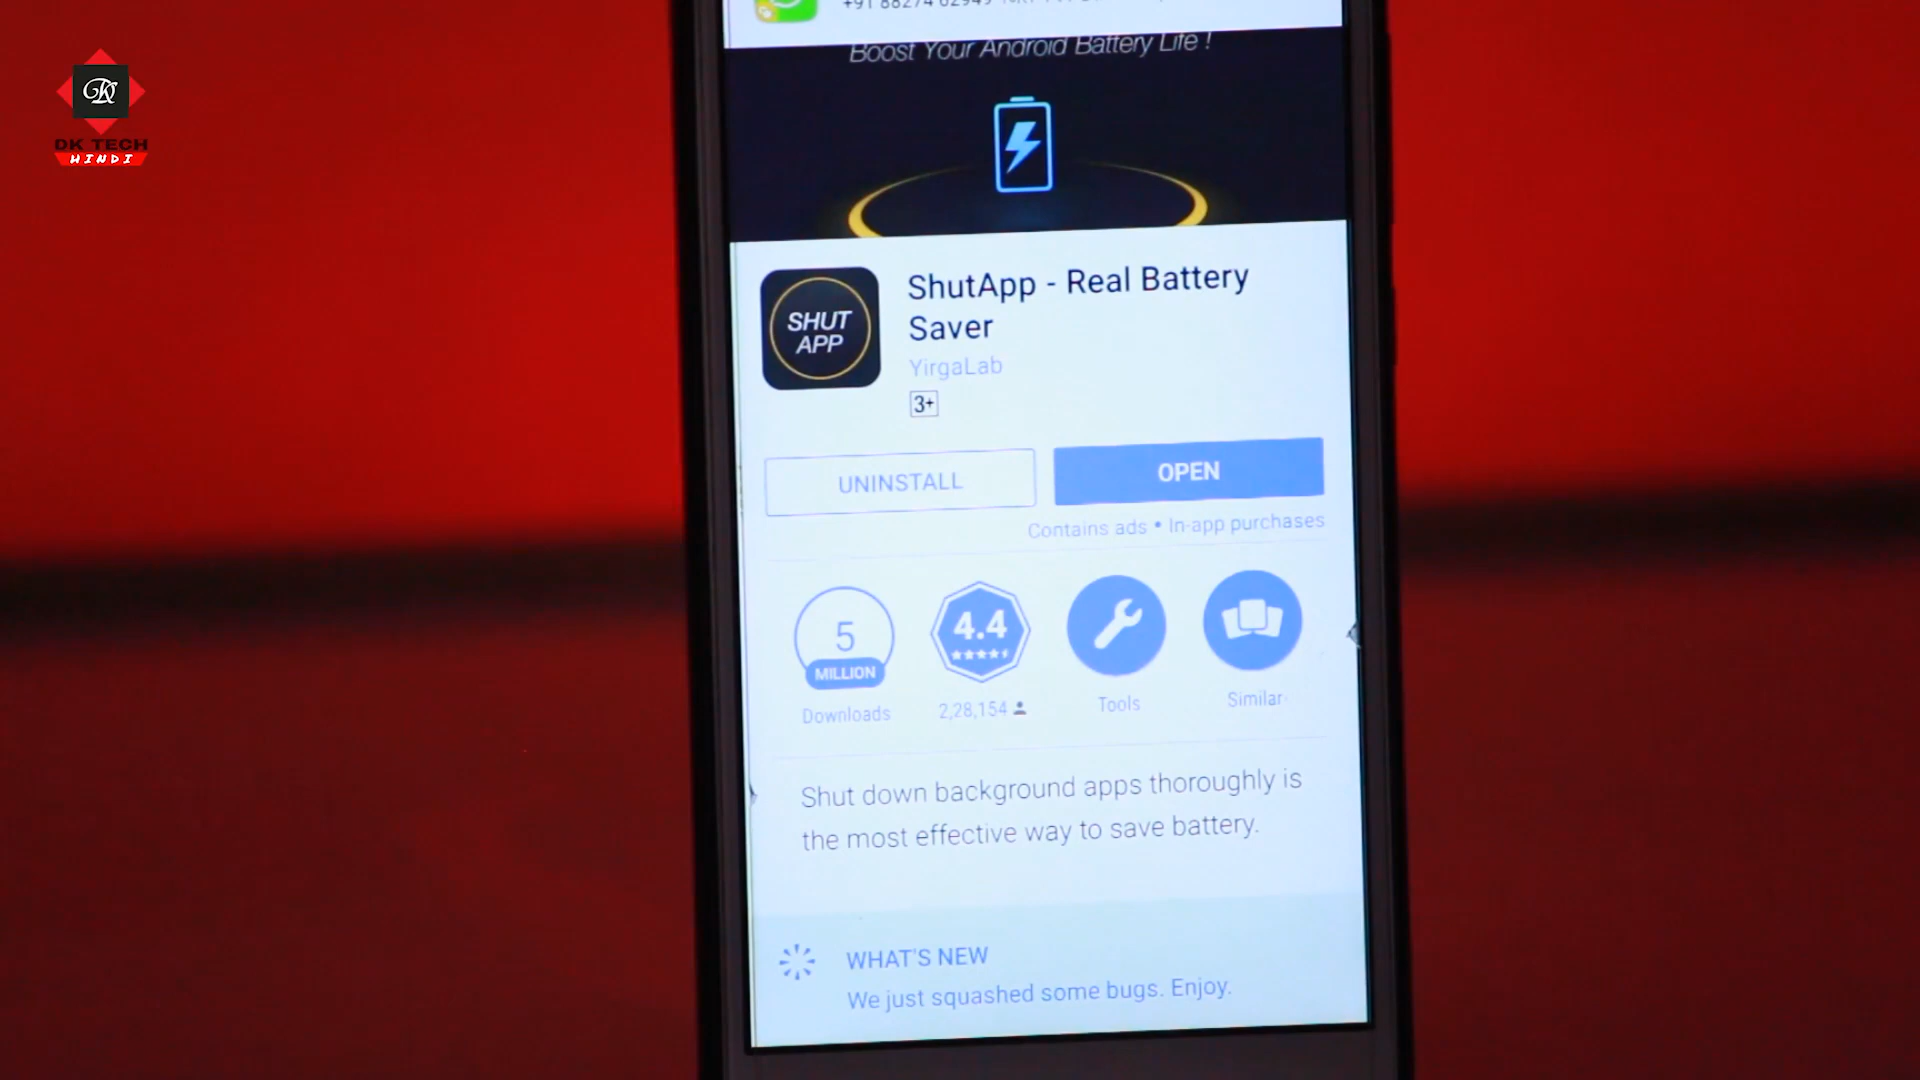 DK
DK TECH
HINDI
Boost Your Android Battery Life !
SHUT
APP
ShutApp - Real Battery
Saver
YirgaLab
3+
UNINSTALL
OPEN
Contains ads • In-app purchases
5
MILLION
Downloads
4.4
2,28,154
Tools
Similar
Shut down background apps thoroughly is
the most effective way to save battery.
WHAT'S NEW
We just squashed some bugs. Enjoy.